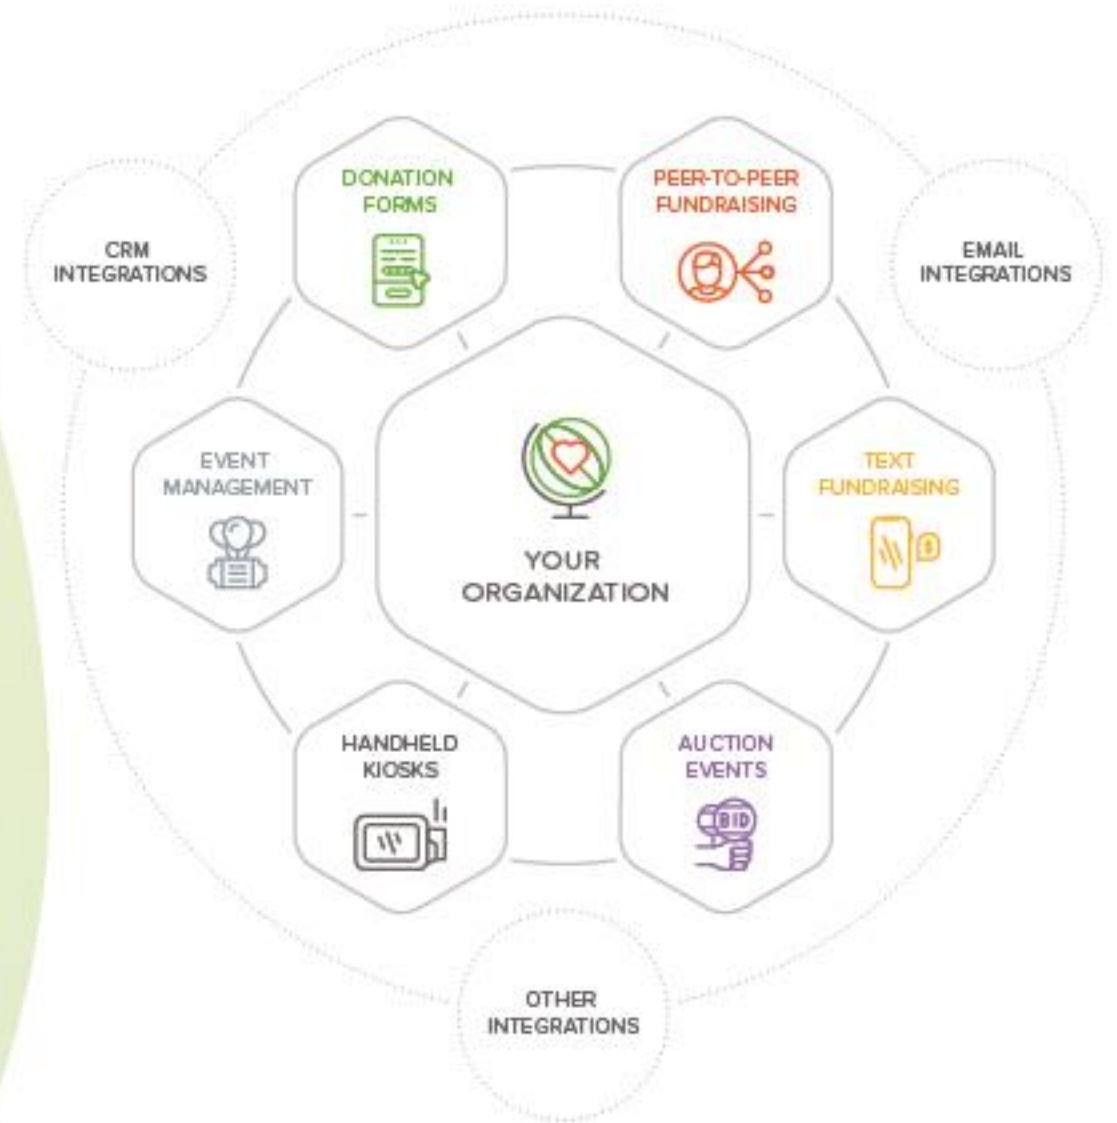 DONATION
FORMS
PEER-TO-PEER
FUNDRAISING
CRM
INTEGRATIONS
EMAIL
INTEGRATIONS
EVENT
MANAGEMENT
TEXT
FUNDRAISING
$
YOUR
ORGANIZATION
HANDHELD
KIOSKS
AUCTION
EVENTS
BID
OTHER
INTEGRATIONS